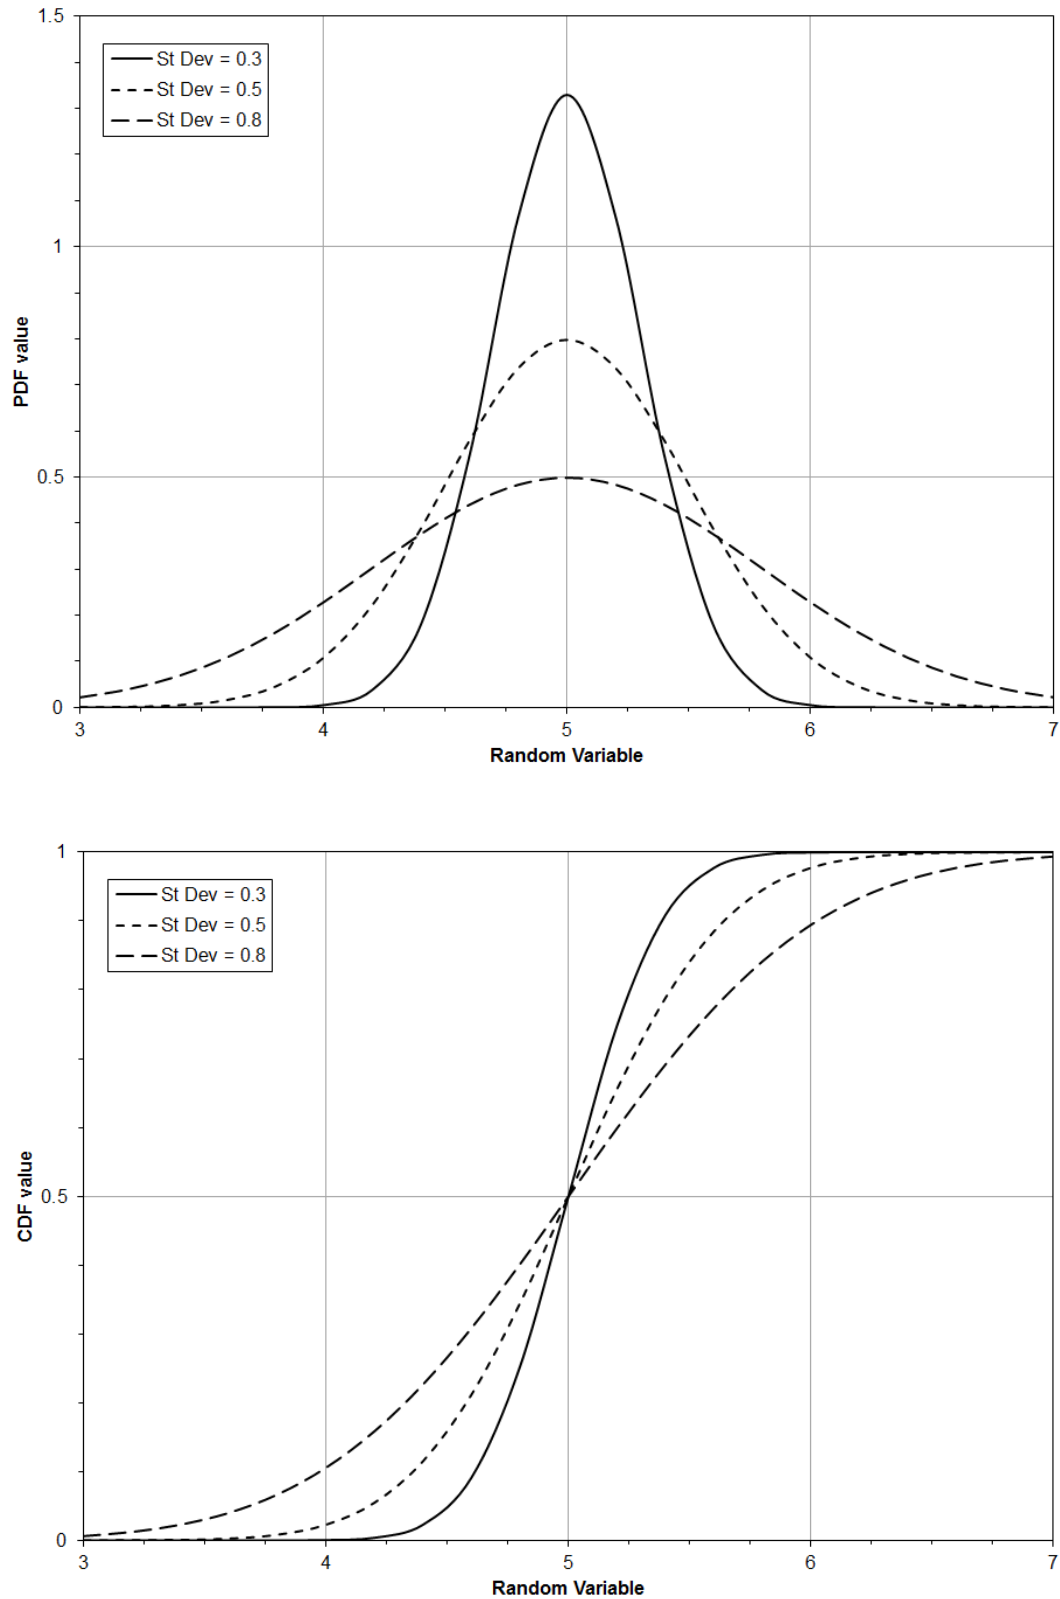 1.5
St Dev = 0.3
St Dev = 0.5
St Dev = 0.8
1
PDF value
0.5
0
3 4 5 6 7
Random Variable
1
St Dev = 0.3
St Dev = 0.5
St Dev = 0.8
CDF value
0.5
0
3 4 5 6 7
Random Variable